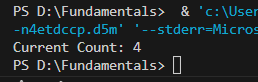 PS D:\Fundamentals>  & 'c:\User
-n4etdccp.d5m' '--stderr=Micros
Current Count: 4
PS D:\Fundamentals>